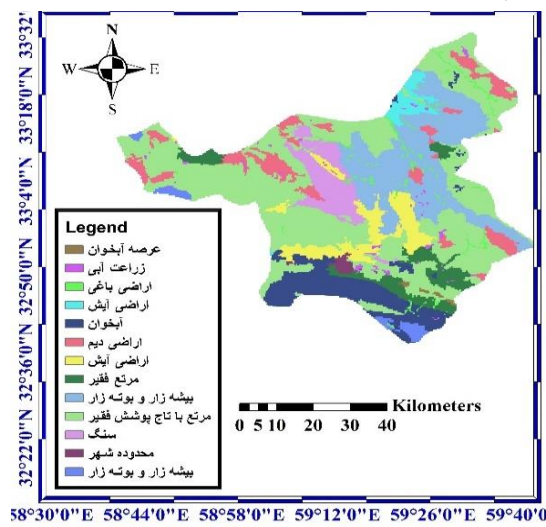 33°32'
33°18'0"N
33°4'0"N
32°50'0"N
32°36'0"N
32°22'0"N
N
W E
S
Legend
عرصه آبخوان
زراعت آبی
اراضی باغی
اراضی آیش
آبخوان
اراضی دیم
اراضی آیش
مرتع فقیر
بیشه زار و بوته زار
مرتع با تاج پوشش فقیر
سنگ
محدوده شهر
بیشه زار و بوته زار
Kilometers
0 5 10 20 30 40
58°30'0"E 58°44'0"E 58°58'0"E 59°12'0"E 59°26'0"E 59°40'